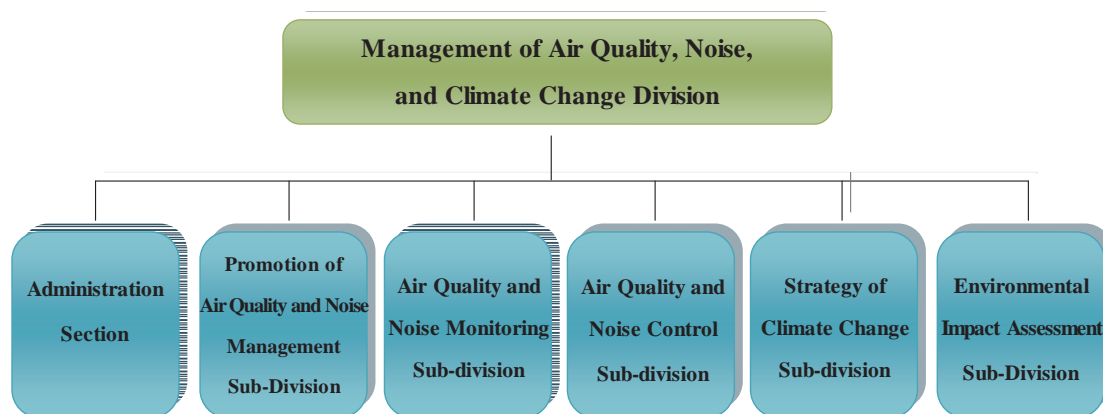 Management of Air Quality, Noise,
and Climate Change Division
Administration
Section
Promotion of
Air Quality and Noise
Management
Sub-Division
Air Quality and
Noise Monitoring
Sub-division
Air Quality and
Noise Control
Sub-division
Strategy of
Climate Change
Sub-division
Environmental
Impact Assessment
Sub-Division